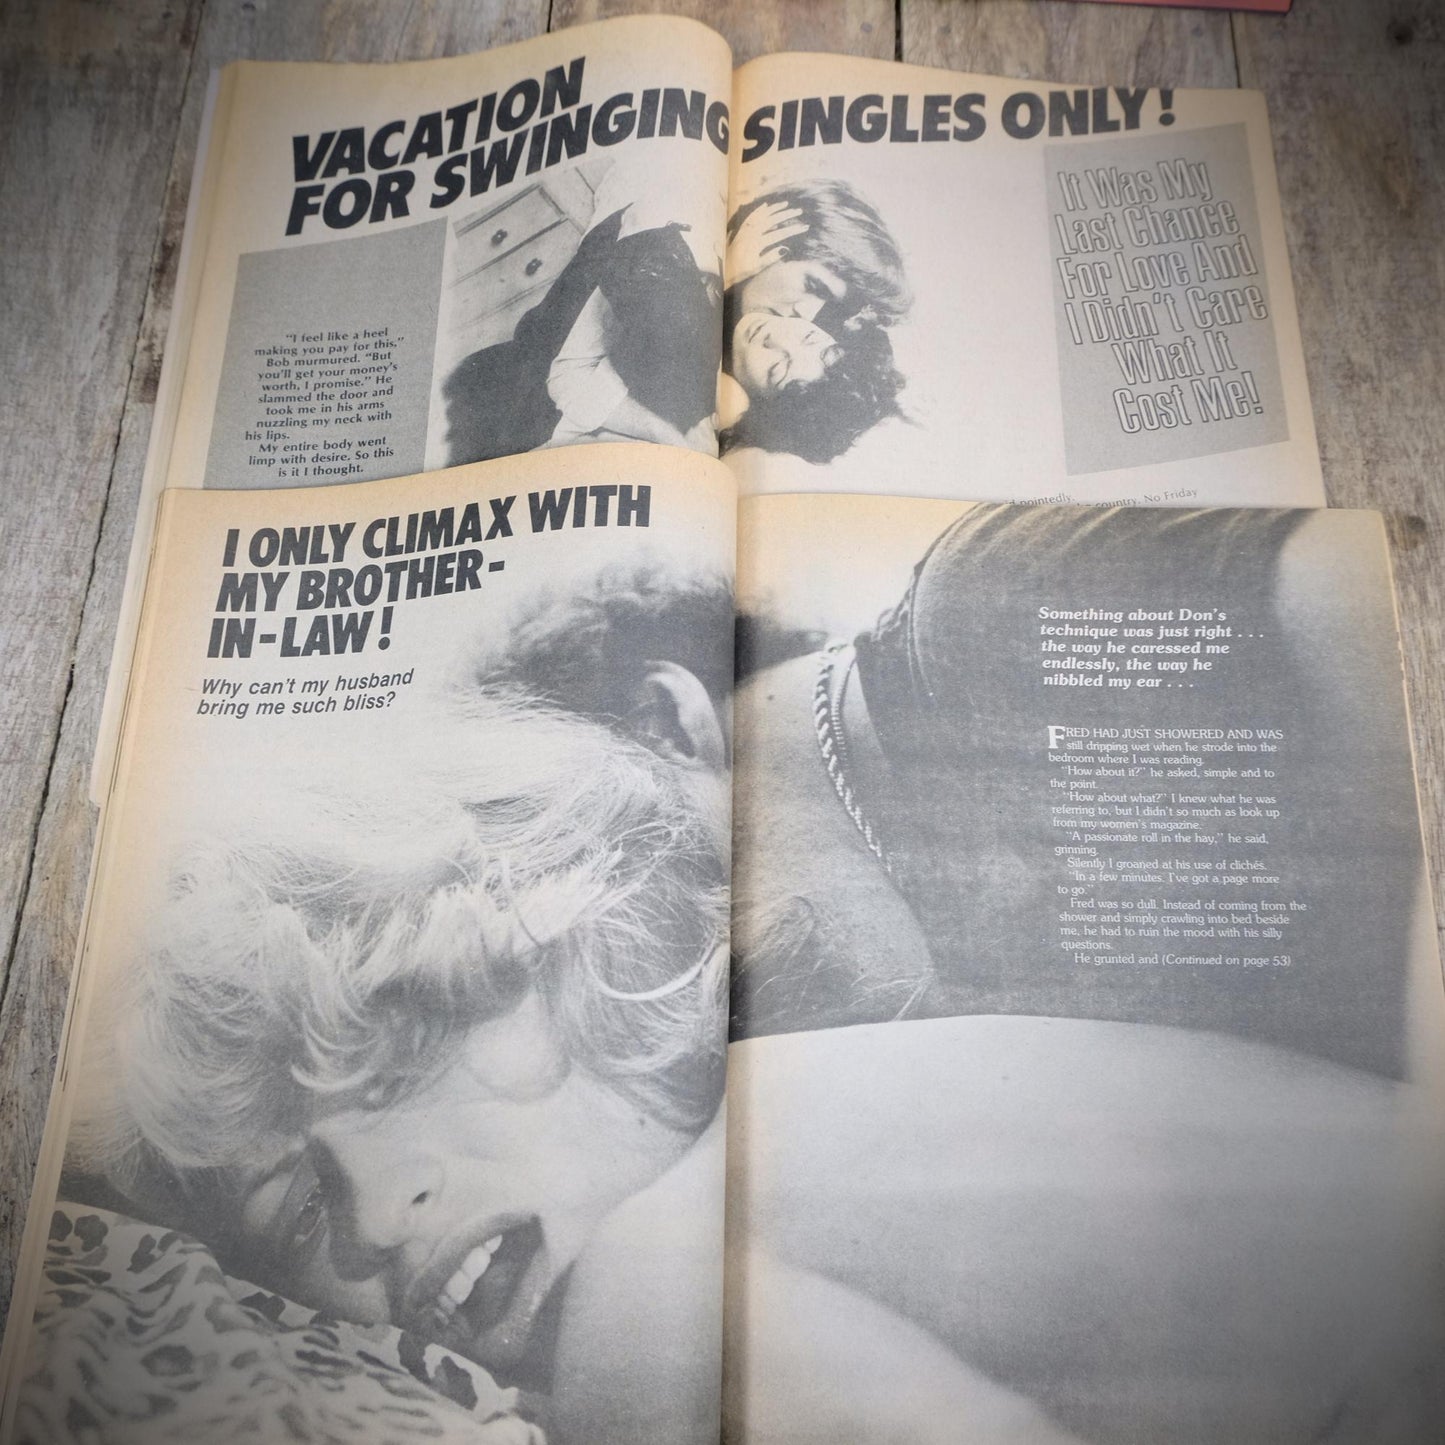 VACATION
FOR SWINGING SINGLES ONLY!
"I feel like a heel
making you pay for this,"
Bob murmured. "But
you'll get your money's
worth, I promise." He
slammed the door and
took me in his arms
nuzzling my neck with
his lips.
My entire body went
limp with desire. So this
is it I thought.
It Was My
Last Chance
For Love And
I Didn't Care
What It
Cost Me!
pointedly.
country. No Friday
I ONLY CLIMAX WITH
MY BROTHER-
IN-LAW!
Why can't my husband
bring me such bliss?
Something about Don's
technique was just right . . .
the way he caressed me
endlessly, the way he
nibbled my ear . . .
FRED HAD JUST SHOWERED AND WAS
still dripping wet when he strode into the
bedroom where I was reading.
"How about it?" he asked, simple and to
the point.
"How about what?" I knew what he was
referring to, but I didn't so much as look up
from my women's magazine.
"A passionate roll in the hay," he said,
grinning.
Silently I groaned at his use of clichés.
"In a few minutes. I've got a page more
to go."
Fred was so dull. Instead of coming from the
shower and simply crawling into bed beside
me, he had to ruin the mood with his silly
questions.
He grunted and (Continued on page 53)